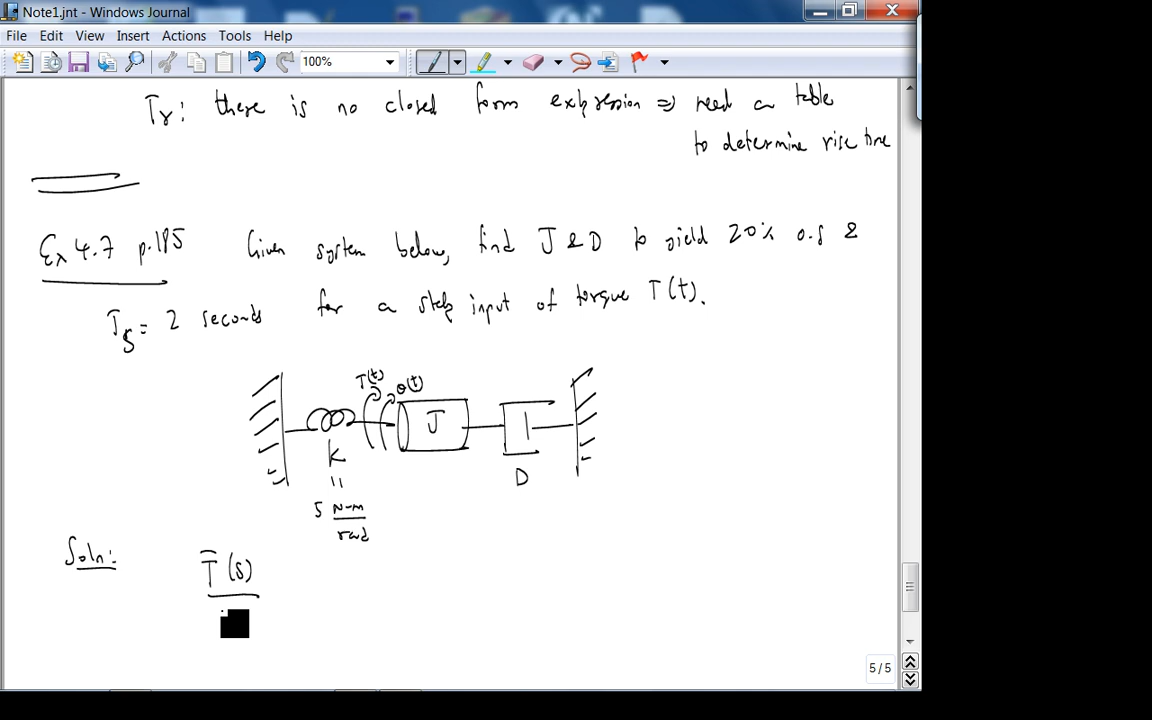 Note1.jnt - Windows Journal
File Edit View Insert Actions Tools Help
100%
Tr: there is no closed form expression ⇒ need a table
to determine rise time
Ex 4.7 p.185 Given system below, find J & D to yield 20% o.s &
Ts = 2 seconds for a step input of torque T(t).
T(t) θ(t)
J
K
D
"
5 N-m
rad
Soln:
T(s)
5/5